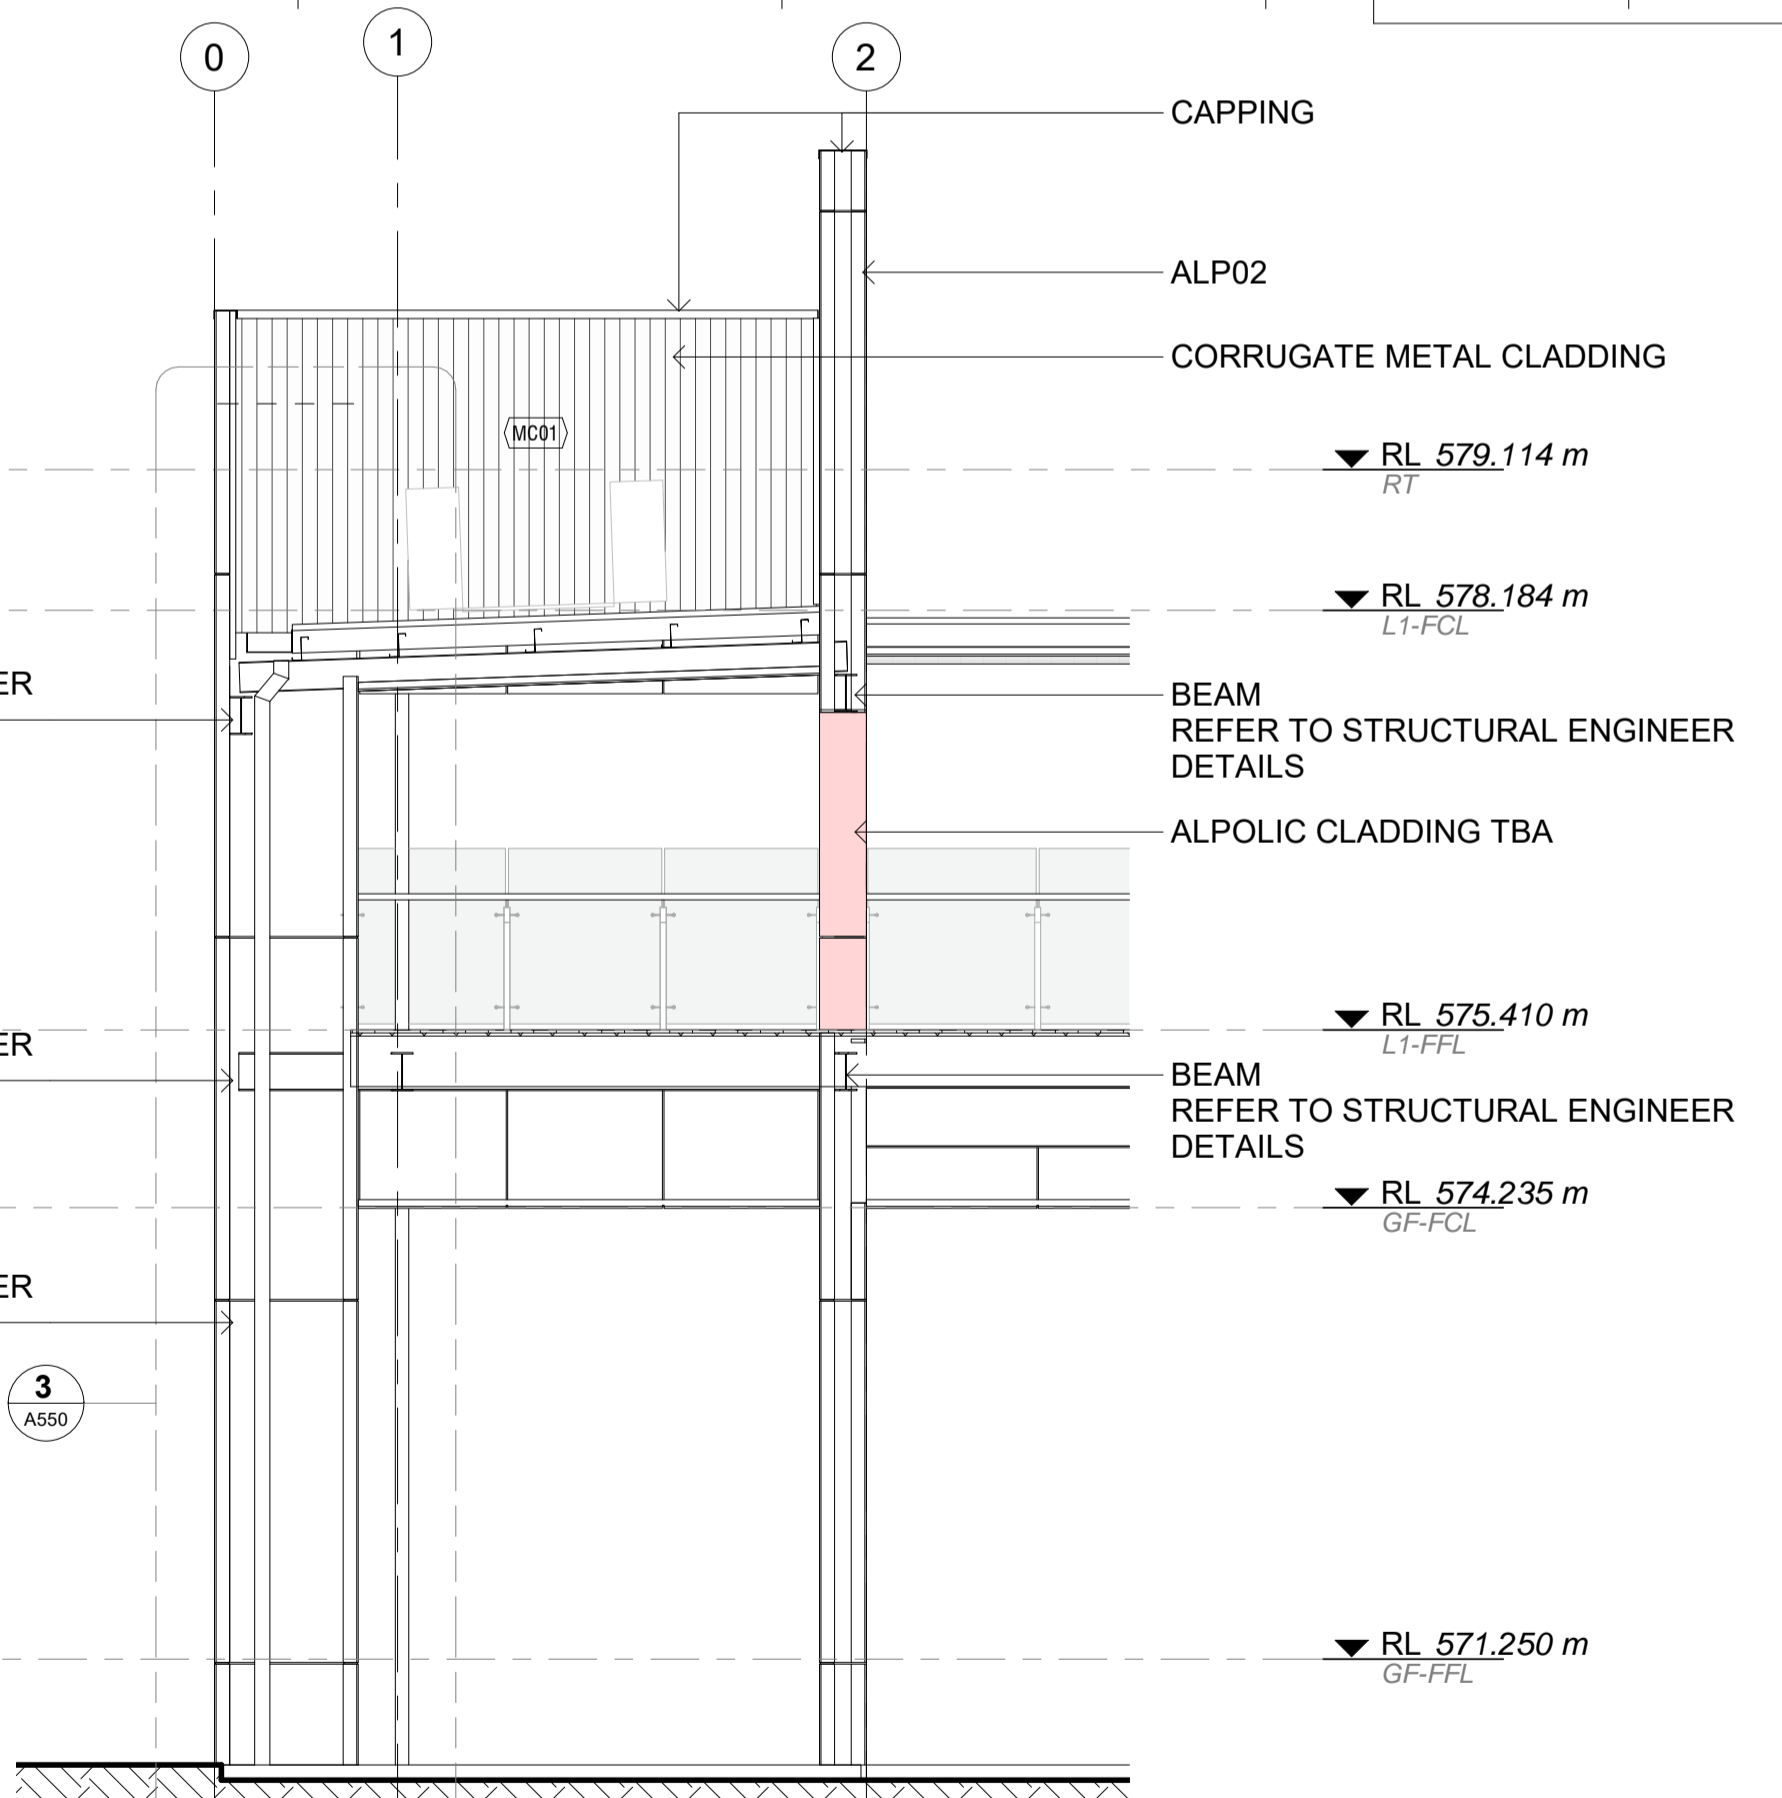 0
1
2
CAPPING
ALP02
CORRUGATE METAL CLADDING
MC01
RL 579.114 m
RT
RL 578.184 m
L1-FCL
ER
BEAM
REFER TO STRUCTURAL ENGINEER
DETAILS
ALPOLIC CLADDING TBA
RL 575.410 m
L1-FFL
ER
BEAM
REFER TO STRUCTURAL ENGINEER
DETAILS
RL 574.235 m
GF-FCL
ER
3
A550
RL 571.250 m
GF-FFL